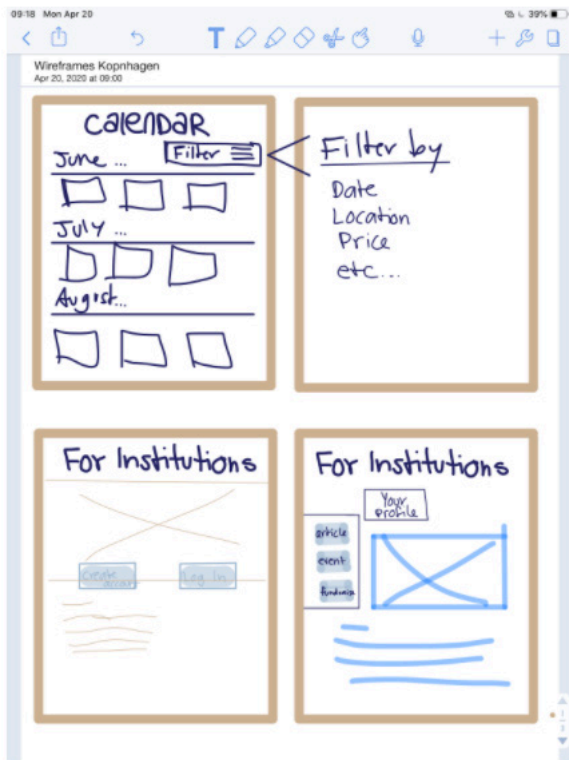 09:18 Mon Apr 20
39%
Wireframes Kopnhagen
Apr 20, 2020 at 09:00
Calendar
Filter
June ...
July ...
August...
Filter by
Date
Location
Price
etc...
For Institutions
create account
Log In
For Institutions
Your
profile
article
event